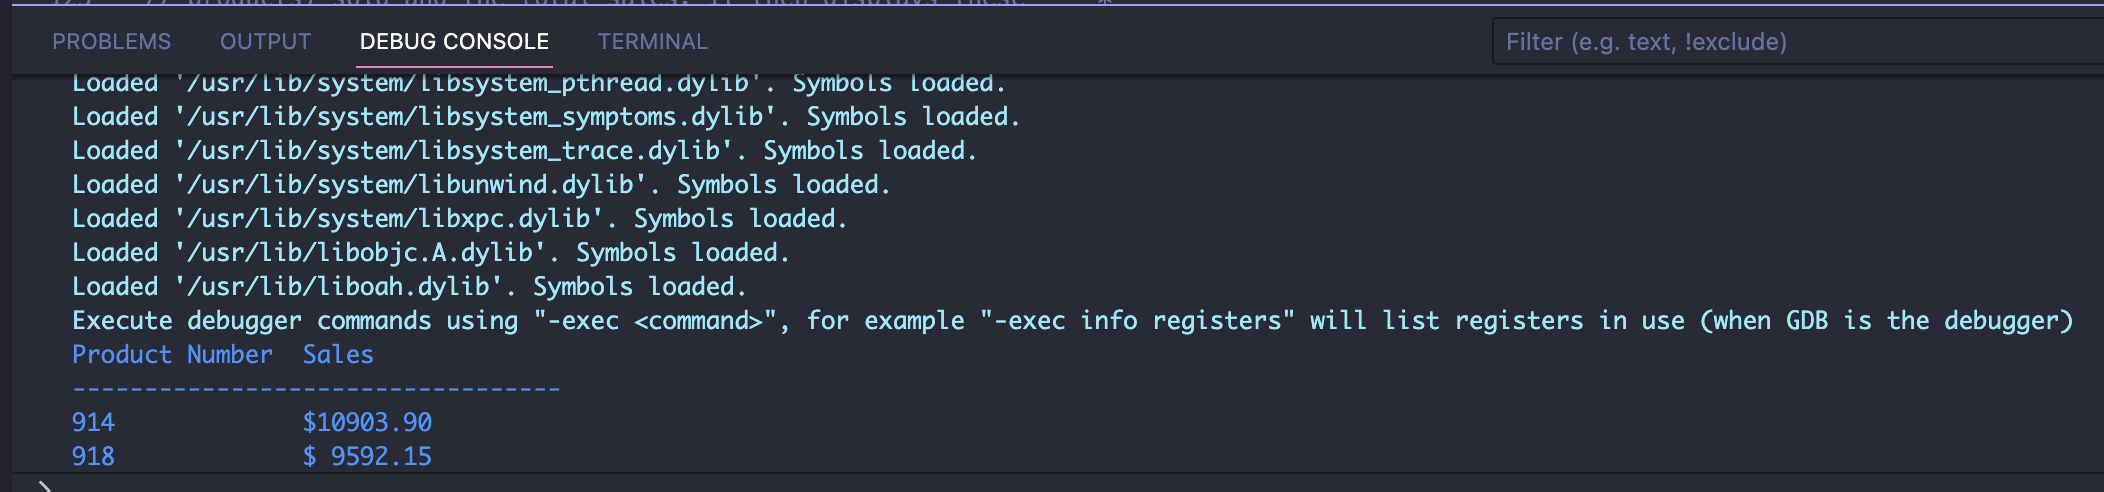 PROBLEMS OUTPUT DEBUG CONSOLE TERMINAL Filter (e.g. text, !exclude)
Loaded '/usr/lib/system/libsystem_pthread.dylib'. Symbols loaded.
Loaded '/usr/lib/system/libsystem_symptoms.dylib'. Symbols loaded.
Loaded '/usr/lib/system/libsystem_trace.dylib'. Symbols loaded.
Loaded '/usr/lib/system/libunwind.dylib'. Symbols loaded.
Loaded '/usr/lib/system/libxpc.dylib'. Symbols loaded.
Loaded '/usr/lib/libobjc.A.dylib'. Symbols loaded.
Loaded '/usr/lib/liboah.dylib'. Symbols loaded.
Execute debugger commands using "-exec <command>", for example "-exec info registers" will list registers in use (when GDB is the debugger)
Product Number  Sales
----------------------------------
914             $10903.90
918             $ 9592.15